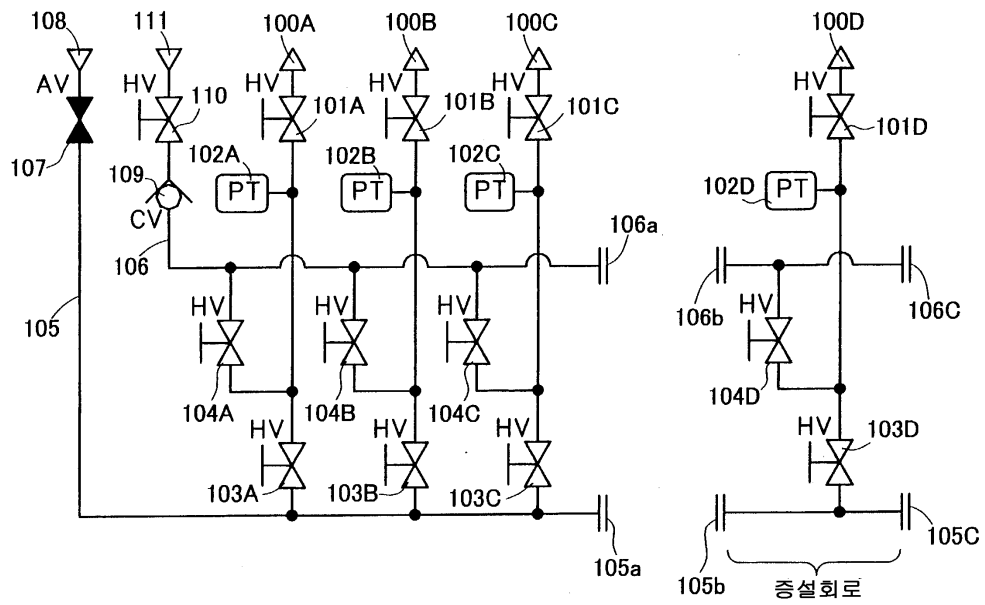 108
111
100A
100B
100C
100D
AV
HV
HV
HV
HV
HV
110
101A
101B
101C
101D
107
102A
102B
102C
102D
109
PT
PT
PT
PT
CV
106
106a
106b
106C
105
HV
HV
HV
HV
104A
104B
104C
104D
HV
HV
HV
HV
103D
103A
103B
103C
105a
105b
105C
증설회로